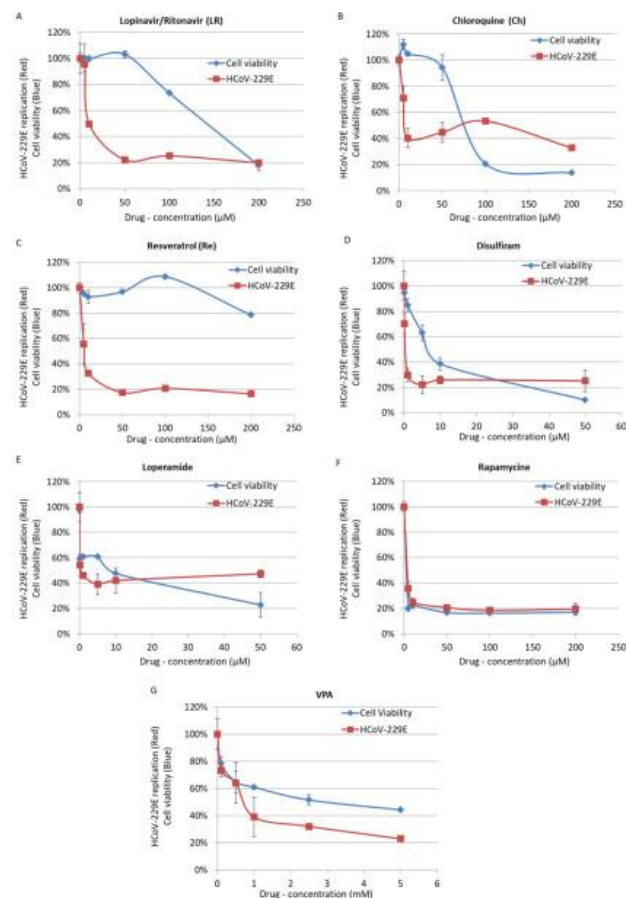 A
Lopinavir/Ritonavir (LR)
HCoV-229E replication (Red)
Cell viability (Blue)
120%
100%
80%
60%
40%
20%
0%
Cell viability
HCoV-229E
0 50 100 150 200 250
Drug - concentration (μM)
B
Chloroquine (Ch)
HCoV-229E replication (Red)
Cell viability (Blue)
120%
100%
80%
60%
40%
20%
0%
Cell viability
HCoV-229E
0 50 100 150 200 250
Drug - concentration (μM)
C
Resveratrol (Re)
HCoV-229E replication (Red)
Cell viability (Blue)
120%
100%
80%
60%
40%
20%
0%
Cell viability
HCoV-229E
0 50 100 150 200 250
Drug - concentration (μM)
D
Disulfiram
HCoV-229E replication (Red)
Cell viability (Blue)
120%
100%
80%
60%
40%
20%
0%
Cell viability
HCoV-229E
0 10 20 30 40 50 60
Drug - concentration (μM)
E
Loperamide
HCoV-229E replication (Red)
Cell viability (Blue)
120%
100%
80%
60%
40%
20%
0%
Cell viability
HCoV-229E
0 10 20 30 40 50 60
Drug - concentration (μM)
F
Rapamycine
HCoV-229E replication (Red)
Cell viability (Blue)
120%
100%
80%
60%
40%
20%
0%
Cell viability
HCoV-229E
0 50 100 150 200 250
Drug - concentration (μM)
G
VPA
HCoV-229E replication (Red)
Cell viability (Blue)
120%
100%
80%
60%
40%
20%
0%
Cell Viability
HCoV-229E
0 1 2 3 4 5 6
Drug - concentration (mM)